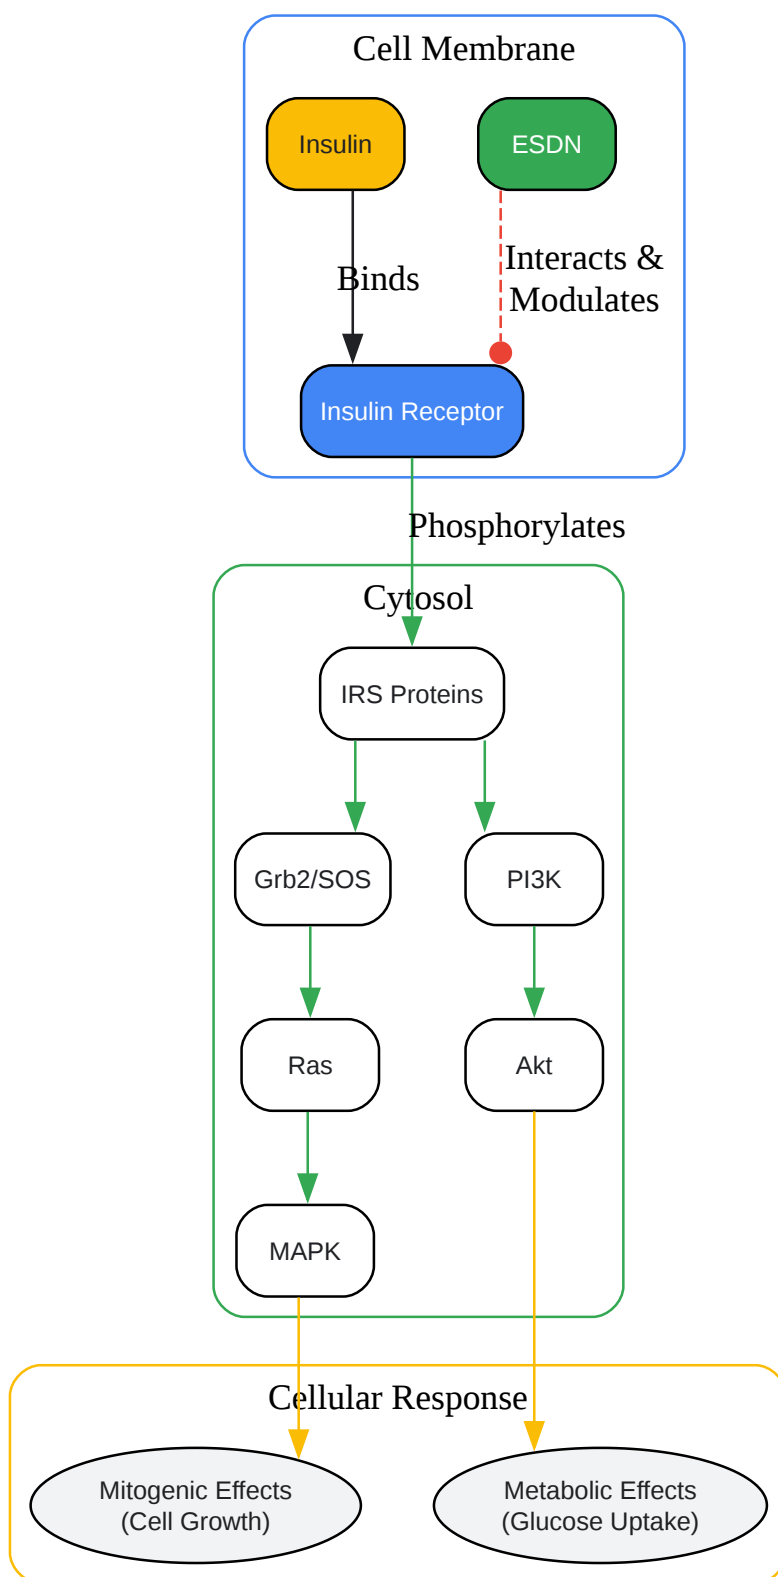 Cell Membrane
Insulin
ESDN
Binds
Interacts &
Modulates
Insulin Receptor
Phosphorylates
Cytosol
IRS Proteins
Grb2/SOS
PI3K
Ras
Akt
MAPK
Cellular Response
Mitogenic Effects
(Cell Growth)
Metabolic Effects
(Glucose Uptake)